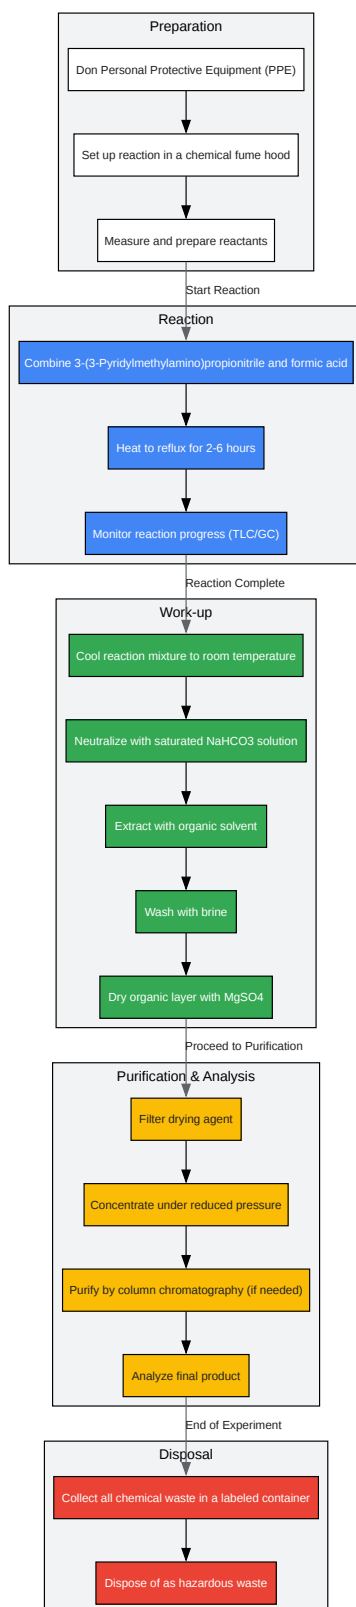 Preparation
Don Personal Protective Equipment (PPE)
Set up reaction in a chemical fume hood
Measure and prepare reactants
Start Reaction
Reaction
Combine 3-(3-Pyridylmethylamino)propionitrile and formic acid
Heat to reflux for 2-6 hours
Monitor reaction progress (TLC/GC)
Reaction Complete
Work-up
Cool reaction mixture to room temperature
Neutralize with saturated NaHCO3 solution
Extract with organic solvent
Wash with brine
Dry organic layer with MgSO4
Proceed to Purification
Purification & Analysis
Filter drying agent
Concentrate under reduced pressure
Purify by column chromatography (if needed)
Analyze final product
End of Experiment
Disposal
Collect all chemical waste in a labeled container
Dispose of as hazardous waste